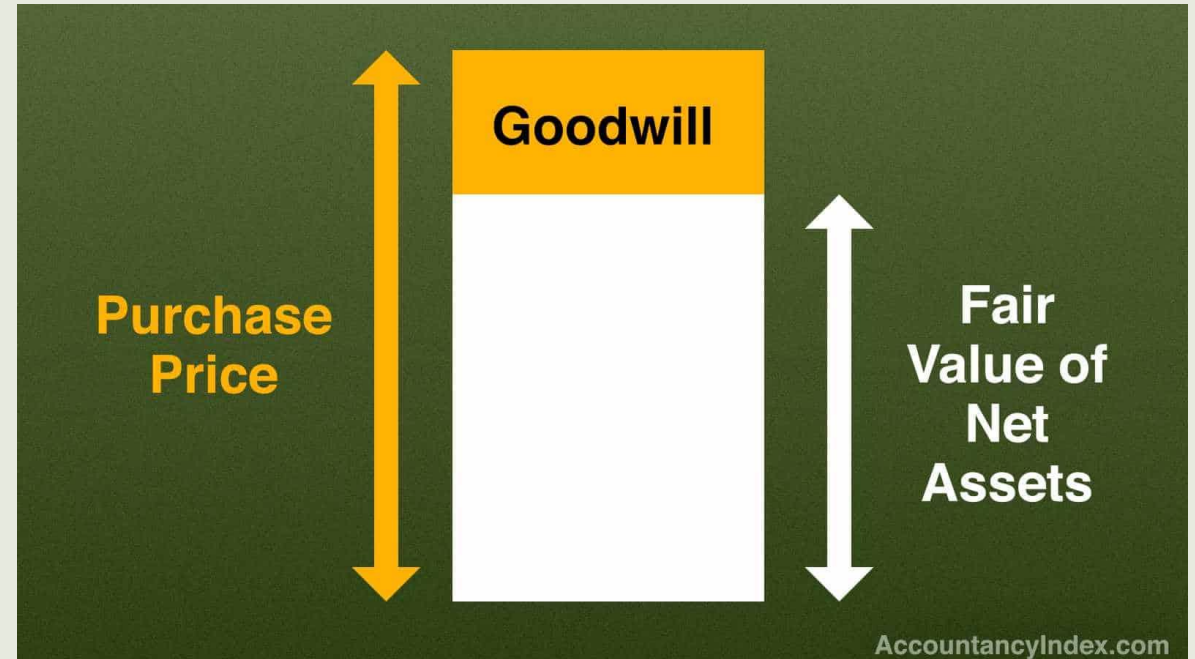 Goodwill
Purchase
Price
Fair
Value of
Net
Assets
AccountancyIndex.com